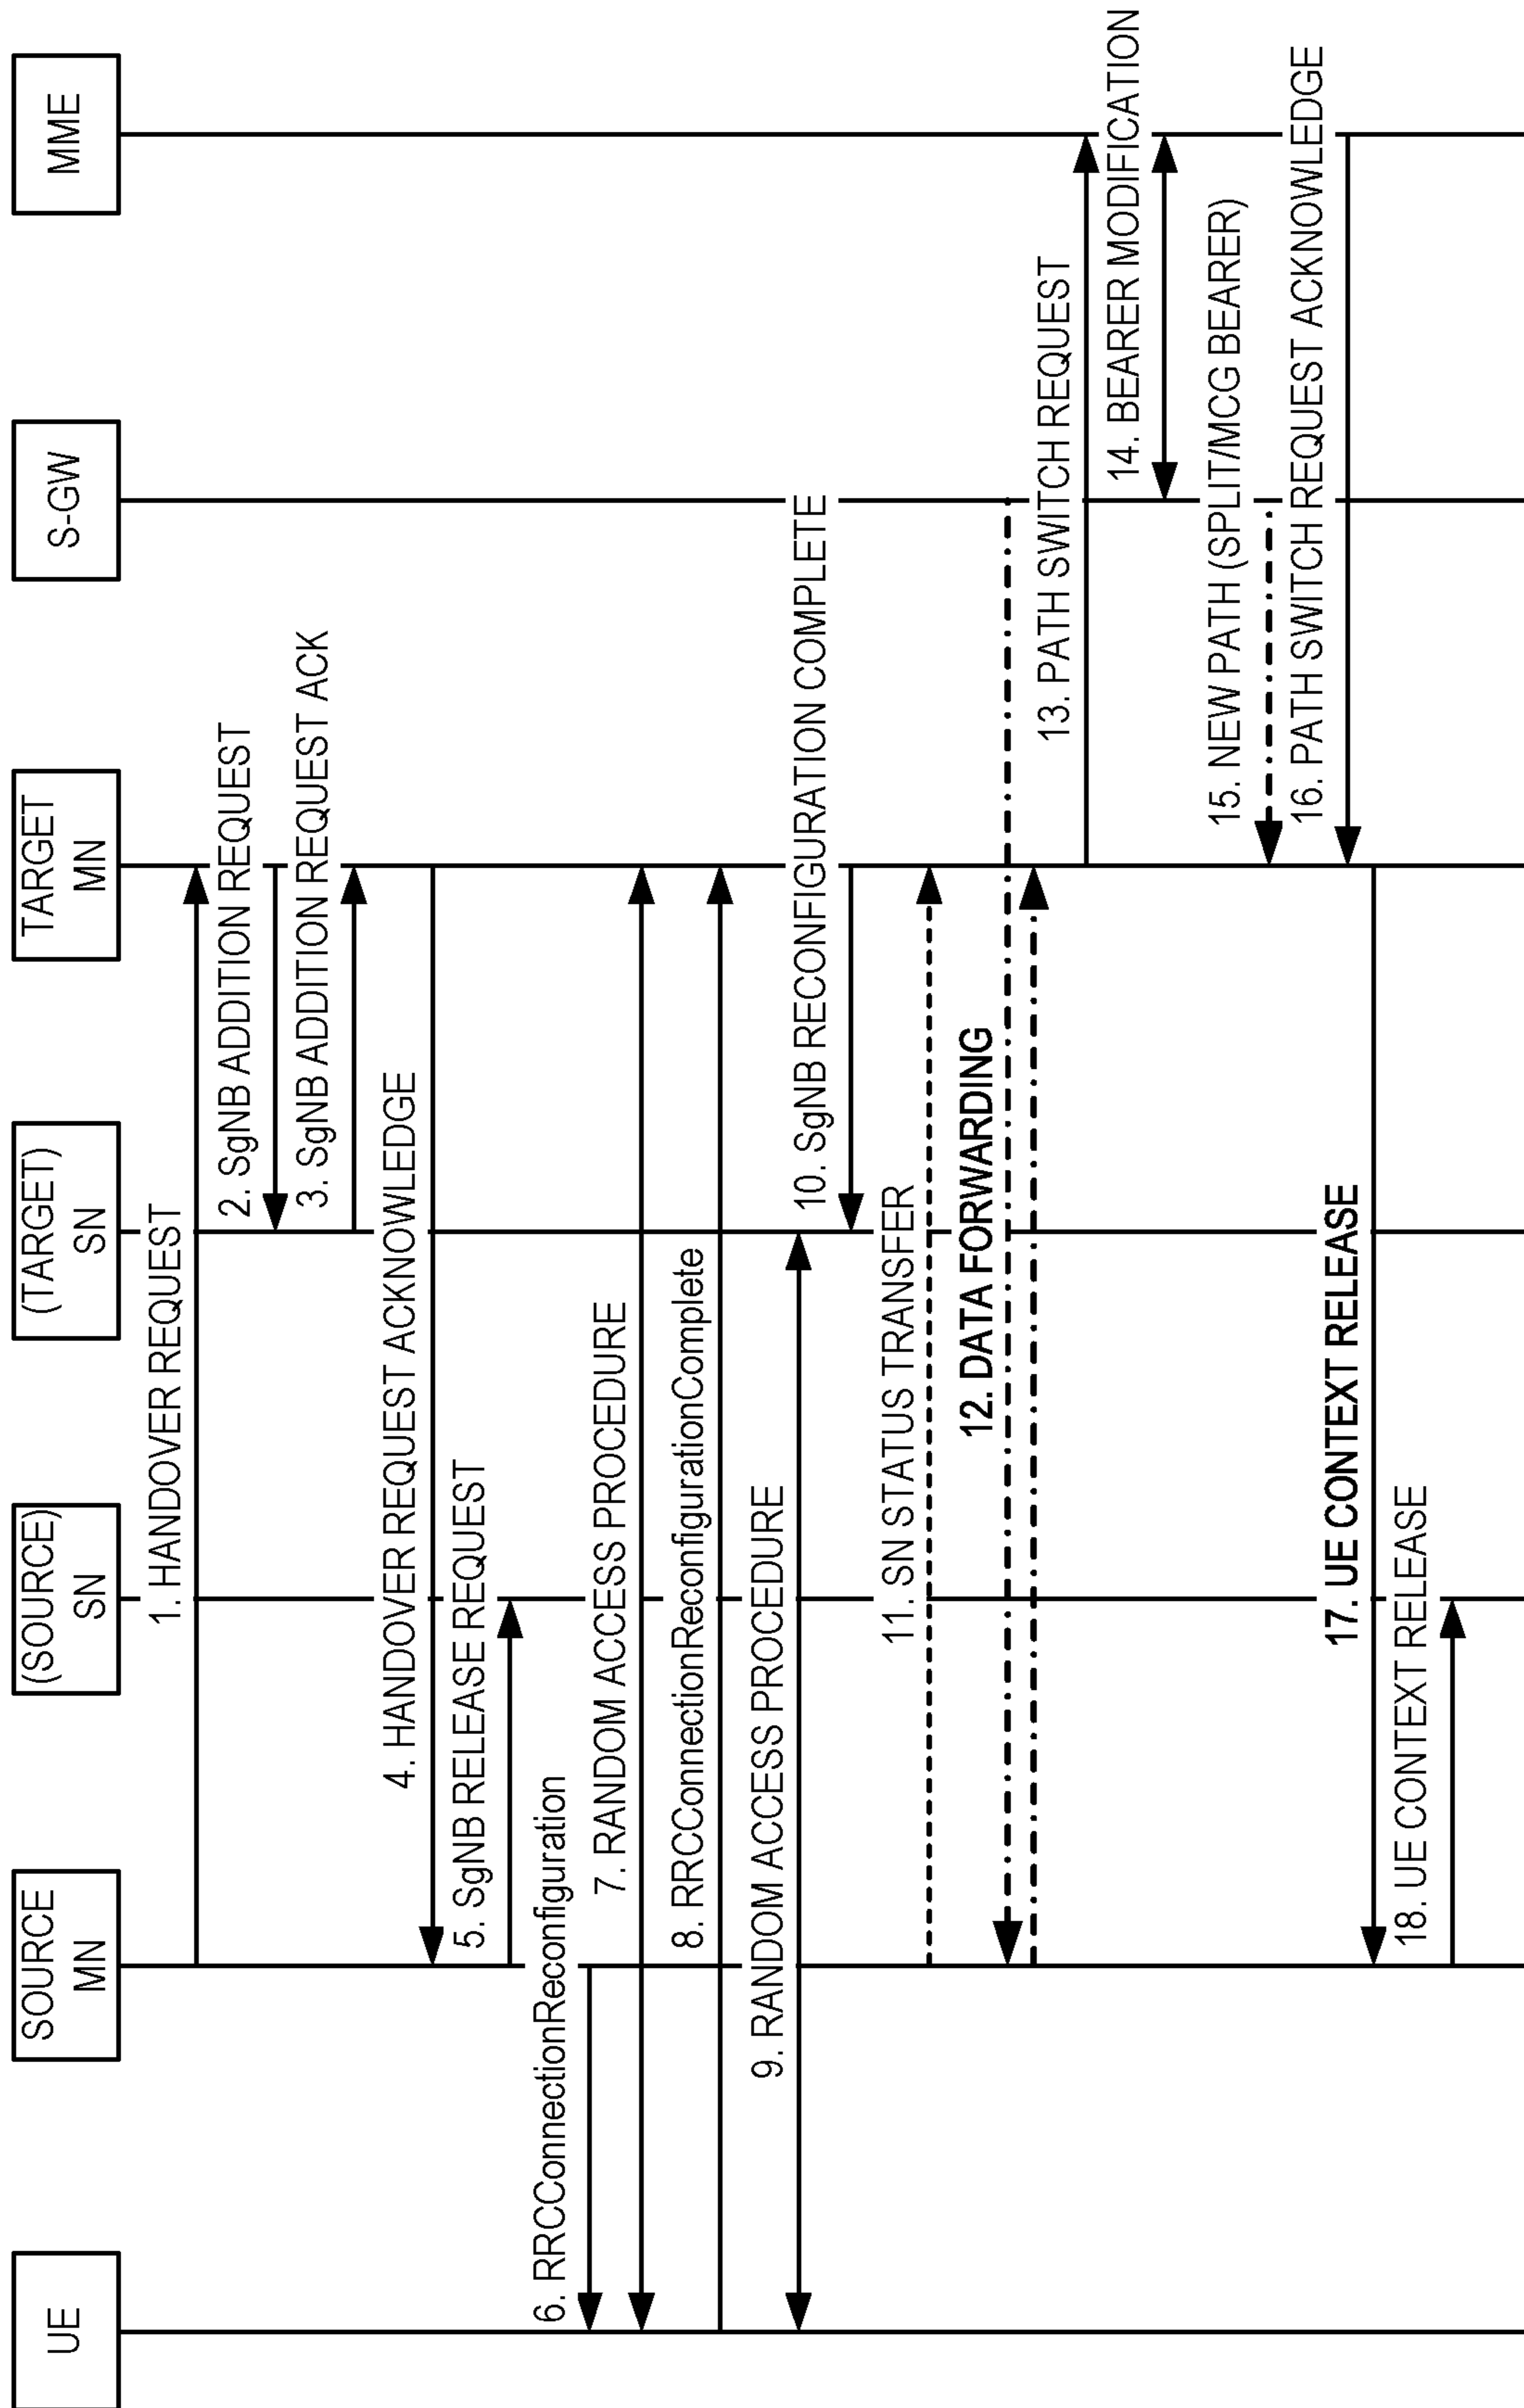 UE
SOURCE
MN
(SOURCE)
SN
(TARGET)
SN
TARGET
MN
S-GW
MME
1. HANDOVER REQUEST
2. SgNB ADDITION REQUEST
3. SgNB ADDITION REQUEST ACK
4. HANDOVER REQUEST ACKNOWLEDGE
5. SgNB RELEASE REQUEST
6. RRCConnectionReconfiguration
7. RANDOM ACCESS PROCEDURE
8. RRCConnectionReconfigurationComplete
9. RANDOM ACCESS PROCEDURE
10. SgNB RECONFIGURATION COMPLETE
11. SN STATUS TRANSFER
12. DATA FORWARDING
13. PATH SWITCH REQUEST
14. BEARER MODIFICATION
15. NEW PATH (SPLIT/MCG BEARER)
16. PATH SWITCH REQUEST ACKNOWLEDGE
17. UE CONTEXT RELEASE
18. UE CONTEXT RELEASE